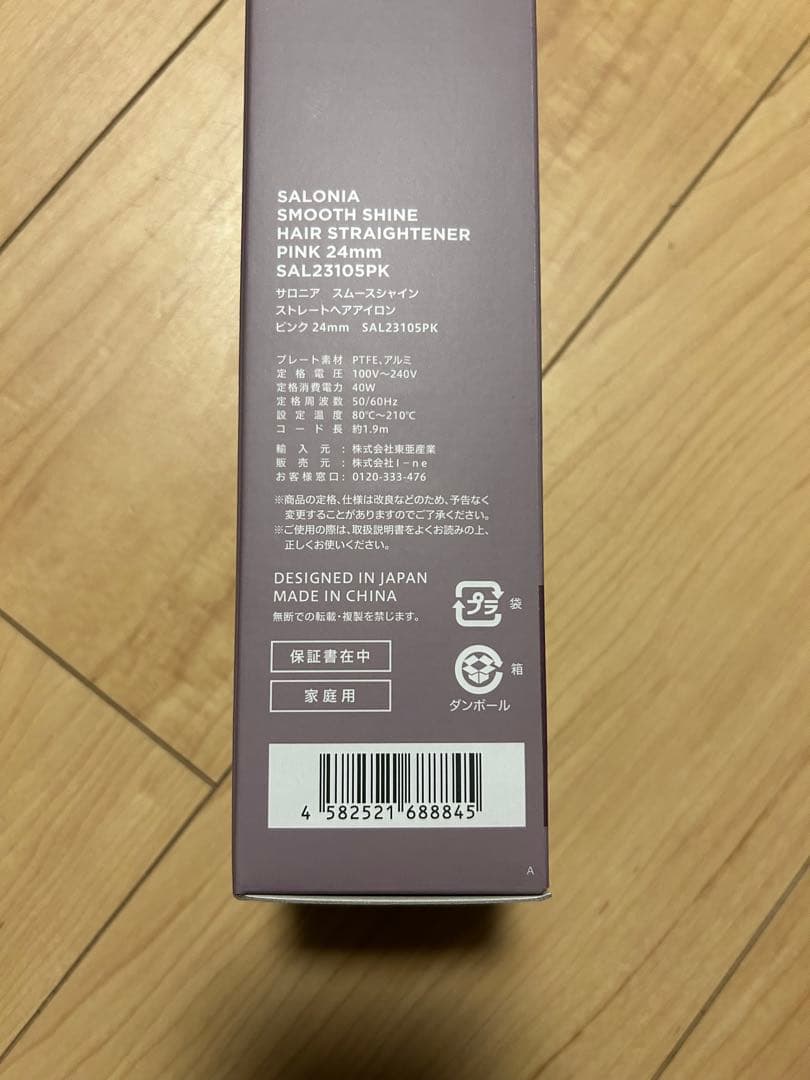 SALONIA
SMOOTH SHINE
HAIR STRAIGHTENER
PINK 24mm
SAL23105PK
サロニア スムースシャイン
ストレートヘアアイロン
ピンク 24mm SAL23105PK
プレート素材 PTFE、アルミ
定格電圧 100V～240V
定格消費電力 40W
定格周波数 50/60Hz
設定温度 80℃～210℃
コード長 約1.9m
輸入元：株式会社東亜産業
販売元：株式会社I-ne
お客様窓口：0120-333-476
※商品の定格、仕様は改良などのため、予告なく
変更することがありますのでご了承ください。
※ご使用の際は、取扱説明書をよくお読みの上、
正しくお使いください。
DESIGNED IN JAPAN
MADE IN CHINA
無断での転載・複製を禁じます。
プラ 袋
保証書在中
箱
家庭用
ダンボール
4 582521 688845
A